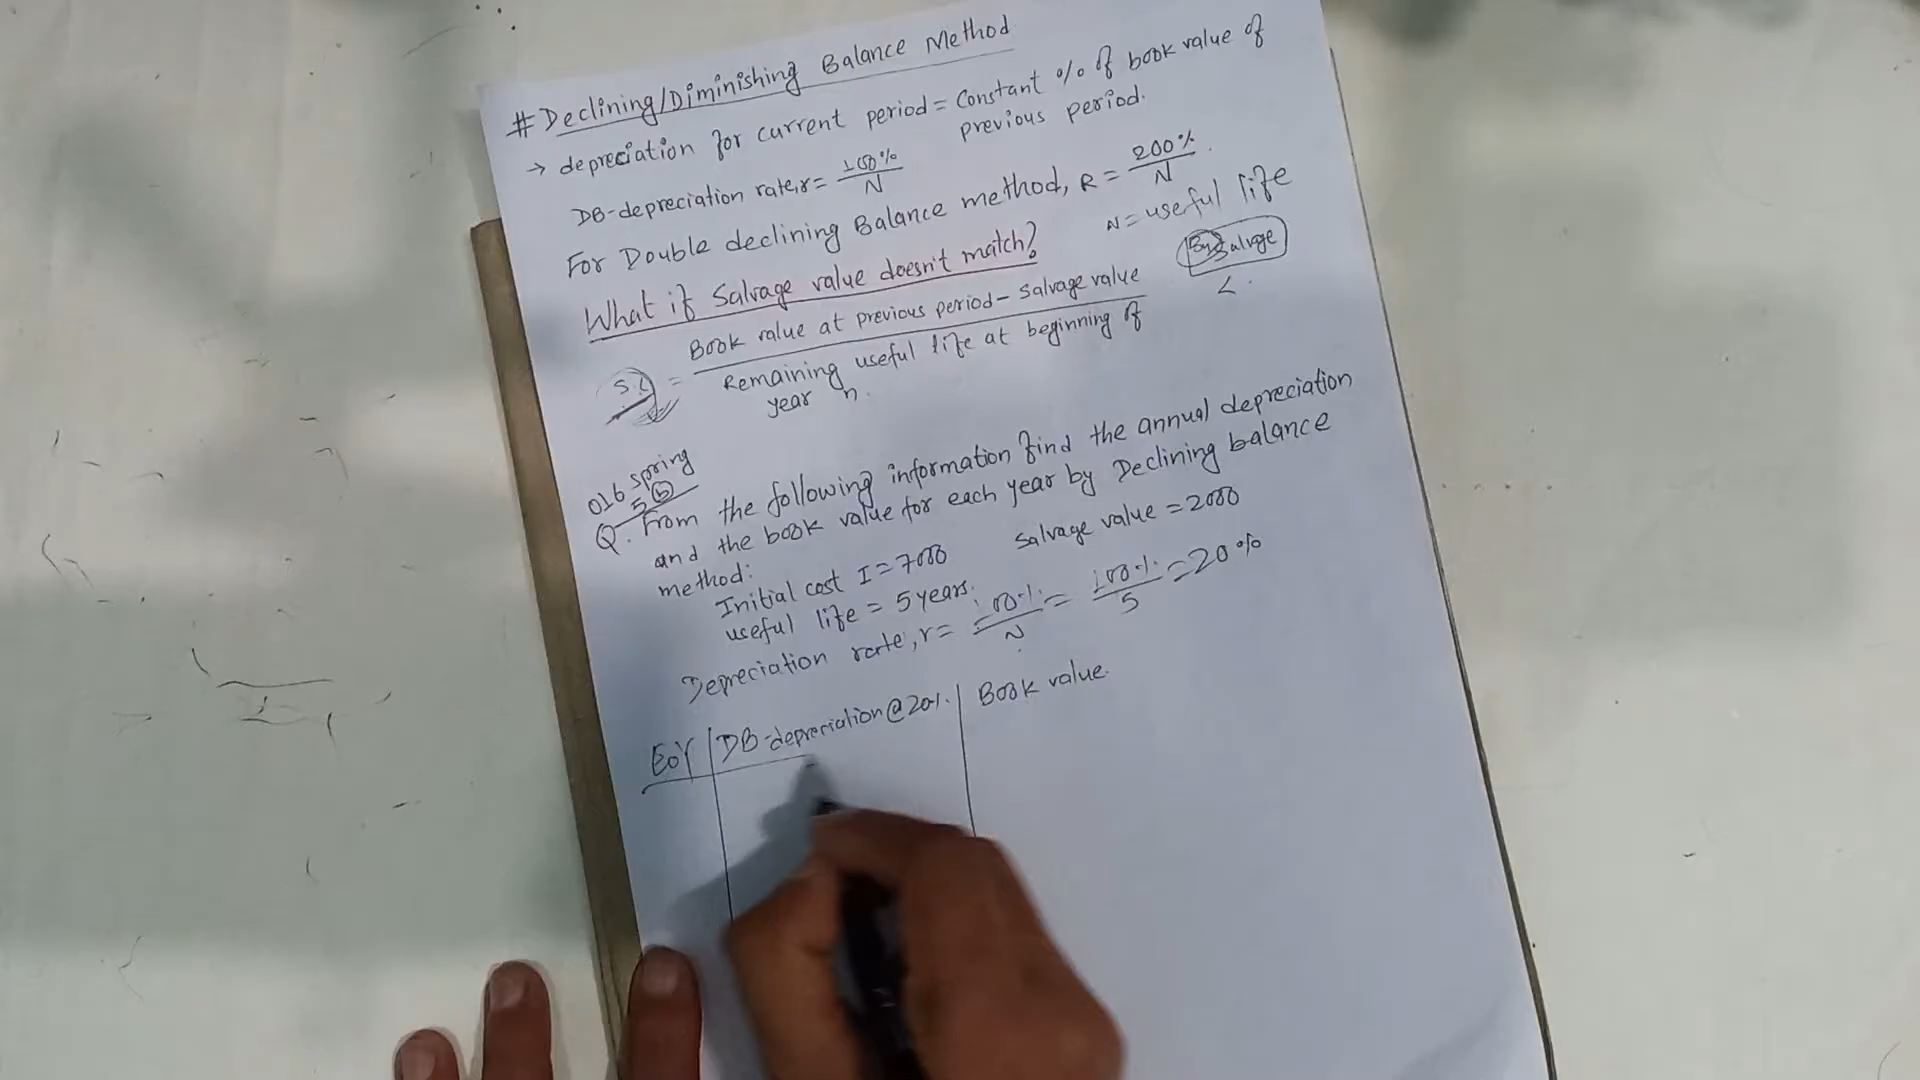 # Declining/Diminishing Balance Method
→ depreciation for current period = Constant % of book value of
previous period.
DB-depreciation rate, r = 100% / N
For Double declining Balance method, R = 200% / N.
N = useful life
What if Salvage value doesn't match?
Salvage
<
S.L = Book value at previous period - Salvage value
Remaining useful life at beginning of
year n.
016 spring
5 b
Q. From the following information find the annual depreciation
and the book value for each year by Declining balance
method:
Initial cost I = 7000 Salvage value = 2000
useful life = 5 years.
Depreciation rate, r = 100% / N = 100% / 5 = 20%
EOY | DB-depreciation @ 20% | Book value.